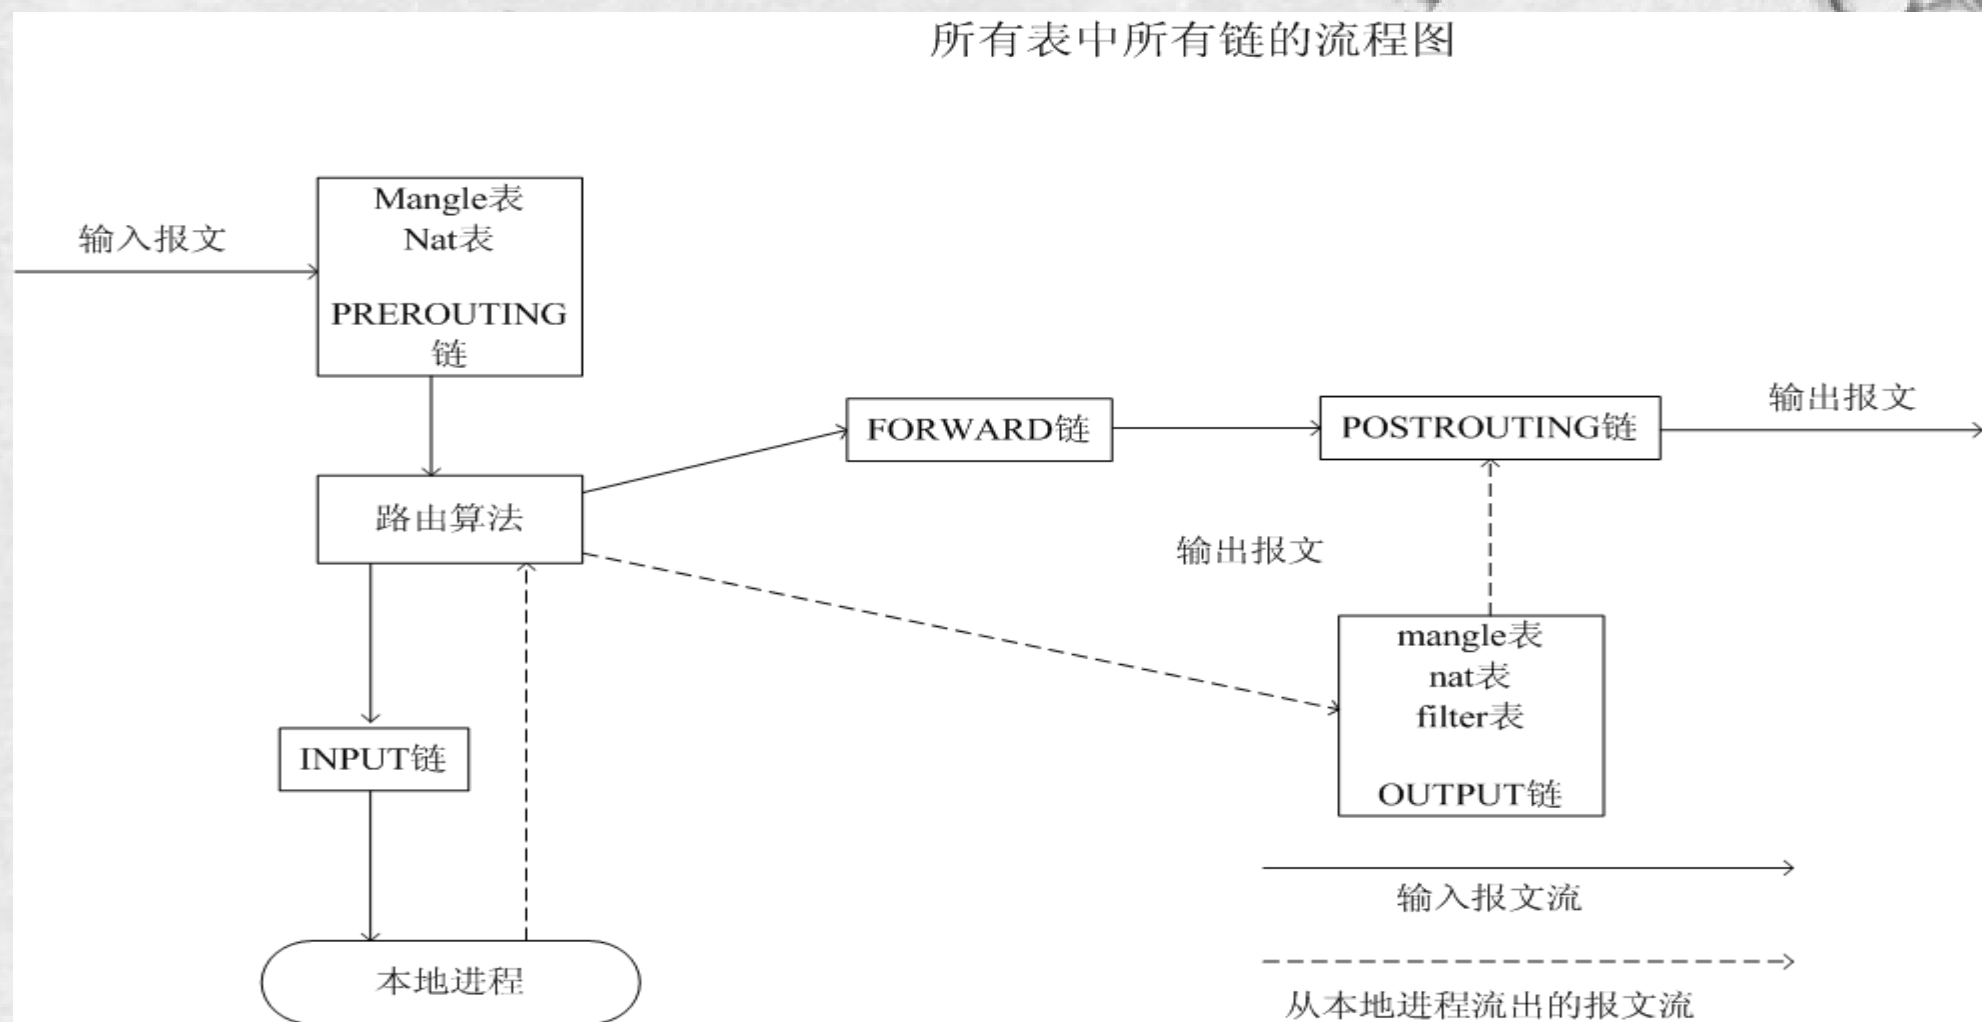 所有表中所有链的流程图
输入报文
Mangle表
Nat表
PREROUTING
链
路由算法
FORWARD链
POSTROUTING链
输出报文
输出报文
mangle表
nat表
filter表
OUTPUT链
INPUT链
本地进程
输入报文流
从本地进程流出的报文流